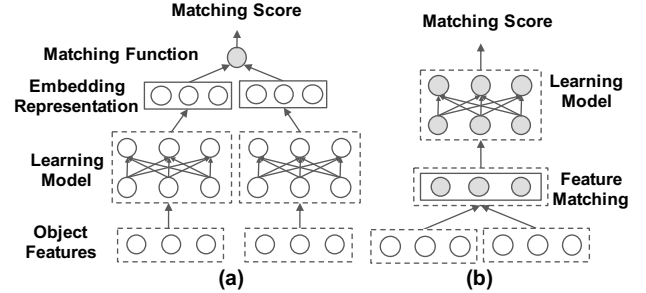 Matching Score
Matching Function
Embedding
Representation
Learning
Model
Object
Features
(a)
Matching Score
Learning
Model
Feature
Matching
(b)